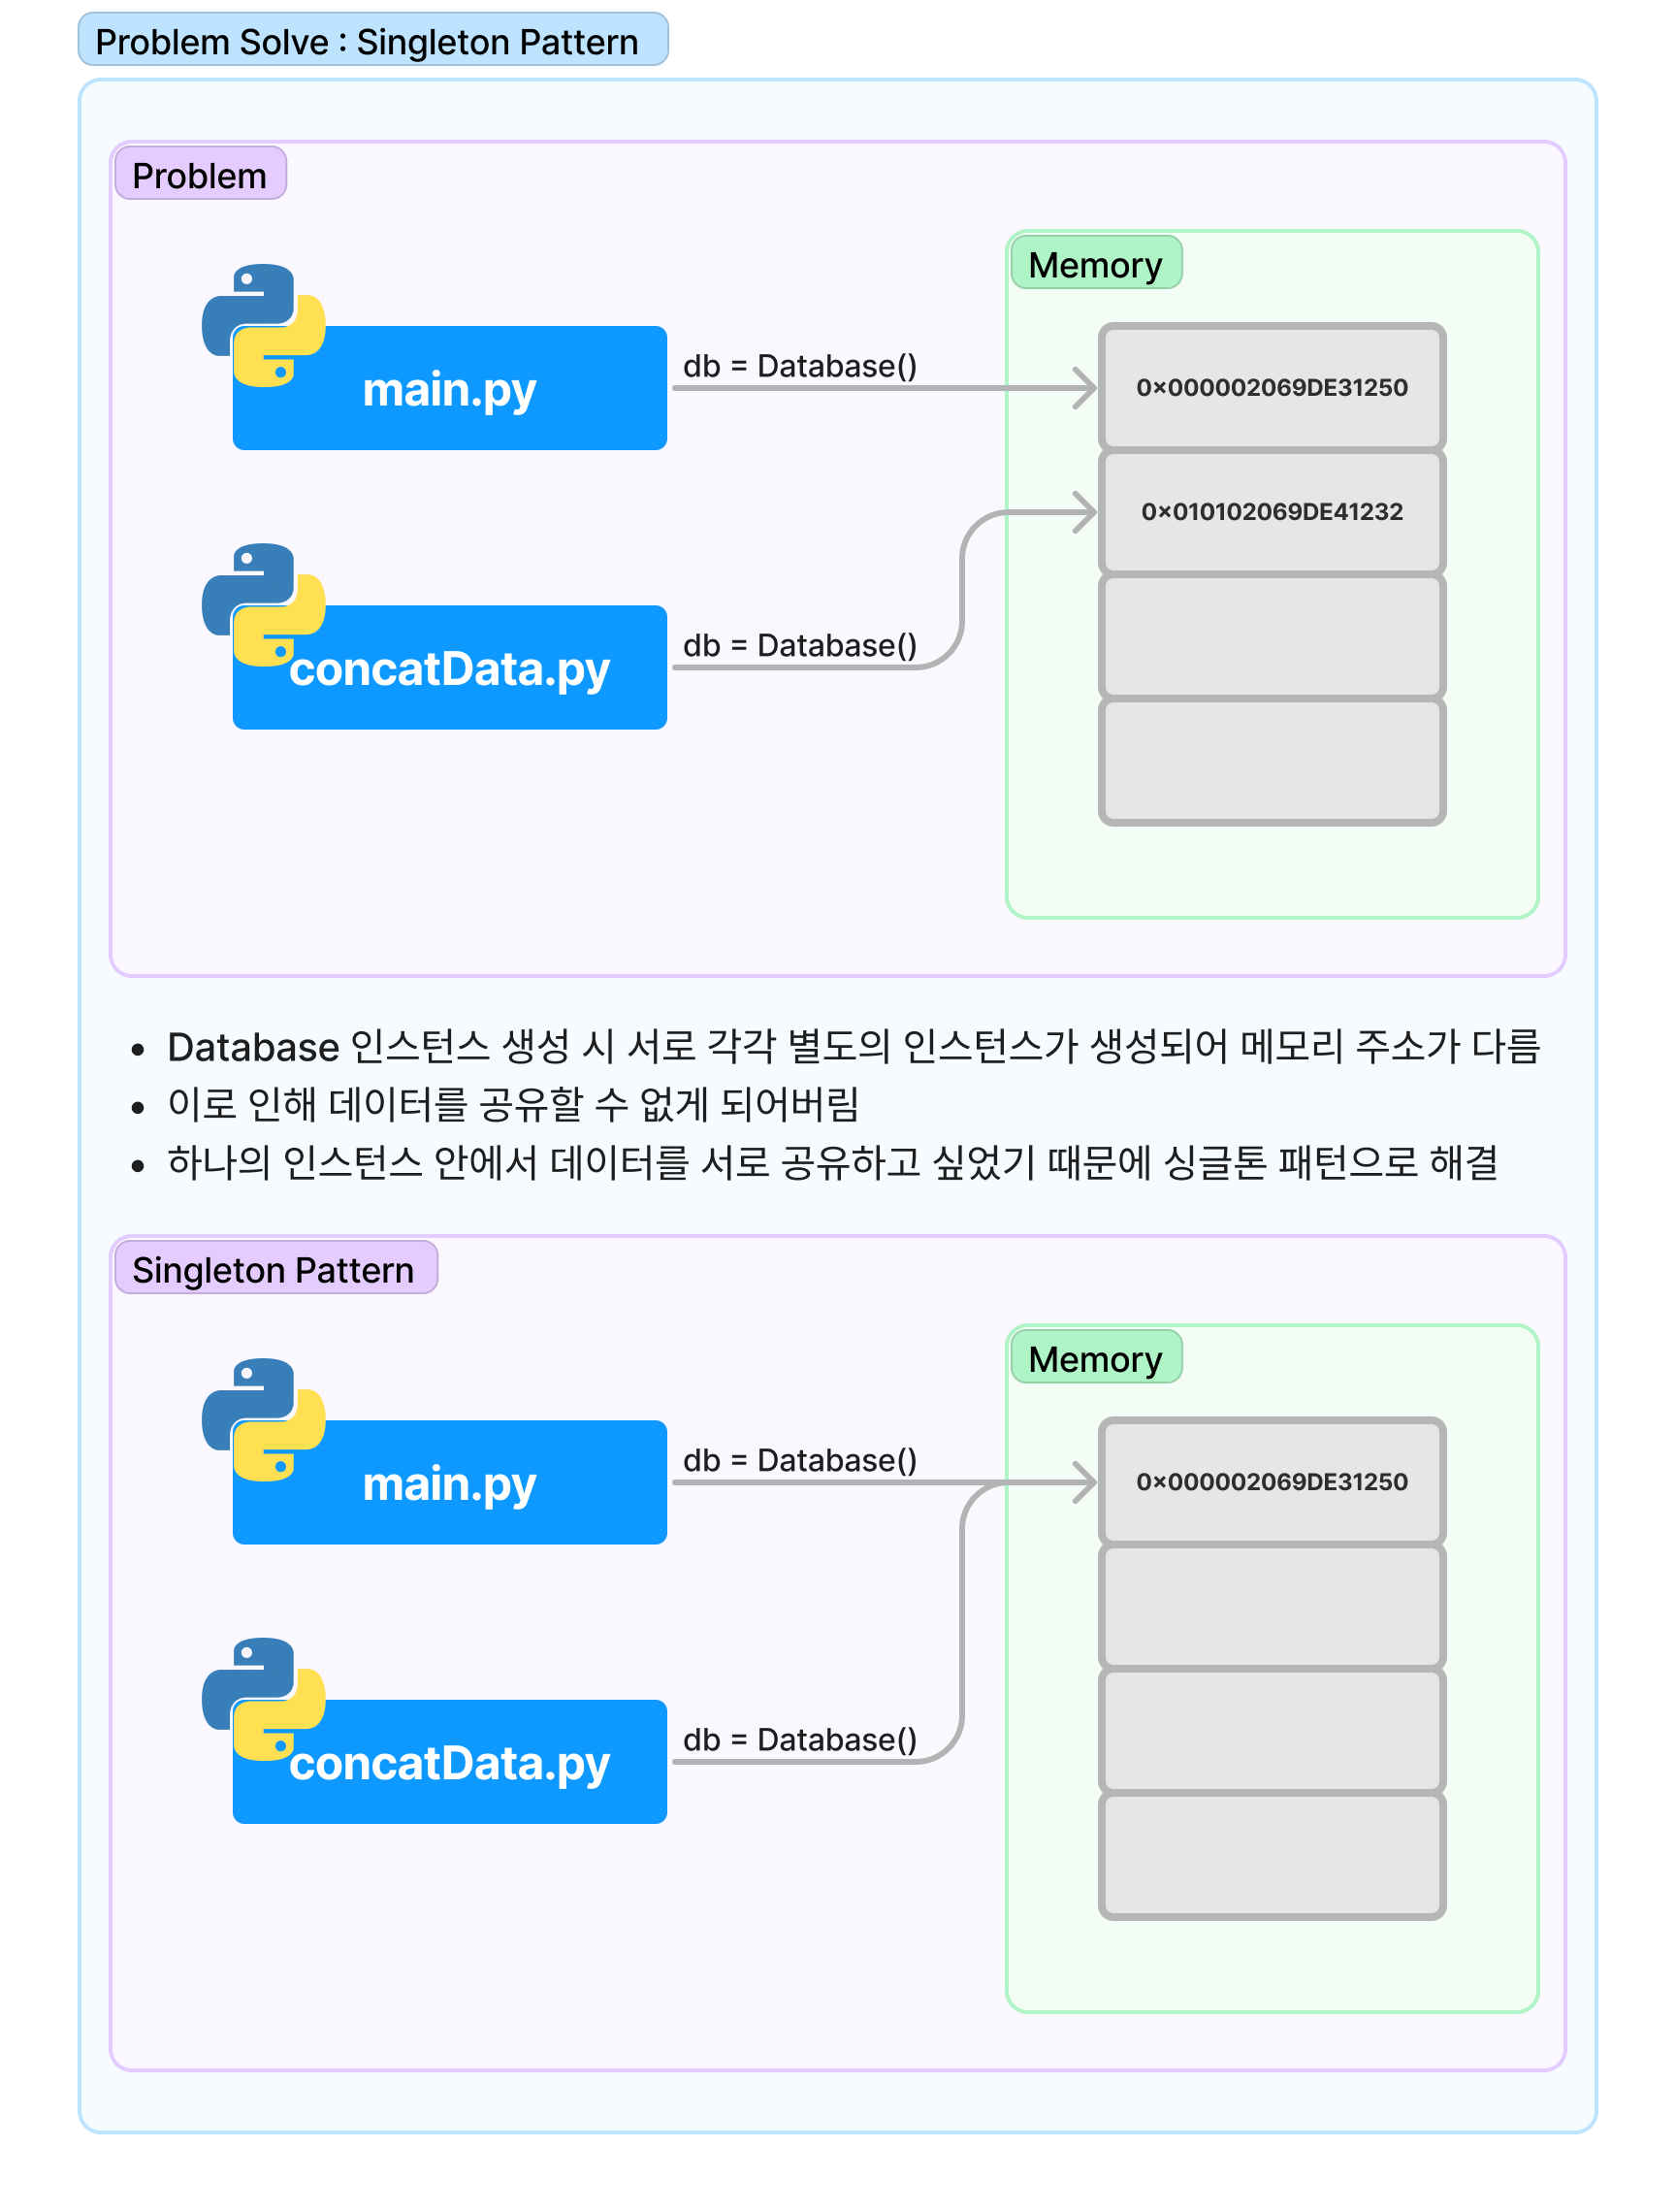 Problem Solve : Singleton Pattern
Problem
Memory
main.py
db = Database()
0×000002069DE31250
0×010102069DE41232
concatData.py
db = Database()
• Database 인스턴스 생성 시 서로 각각 별도의 인스턴스가 생성되어 메모리 주소가 다름
• 이로 인해 데이터를 공유할 수 없게 되어버림
• 하나의 인스턴스 안에서 데이터를 서로 공유하고 싶었기 때문에 싱글톤 패턴으로 해결
Singleton Pattern
Memory
main.py
db = Database()
0×000002069DE31250
concatData.py
db = Database()